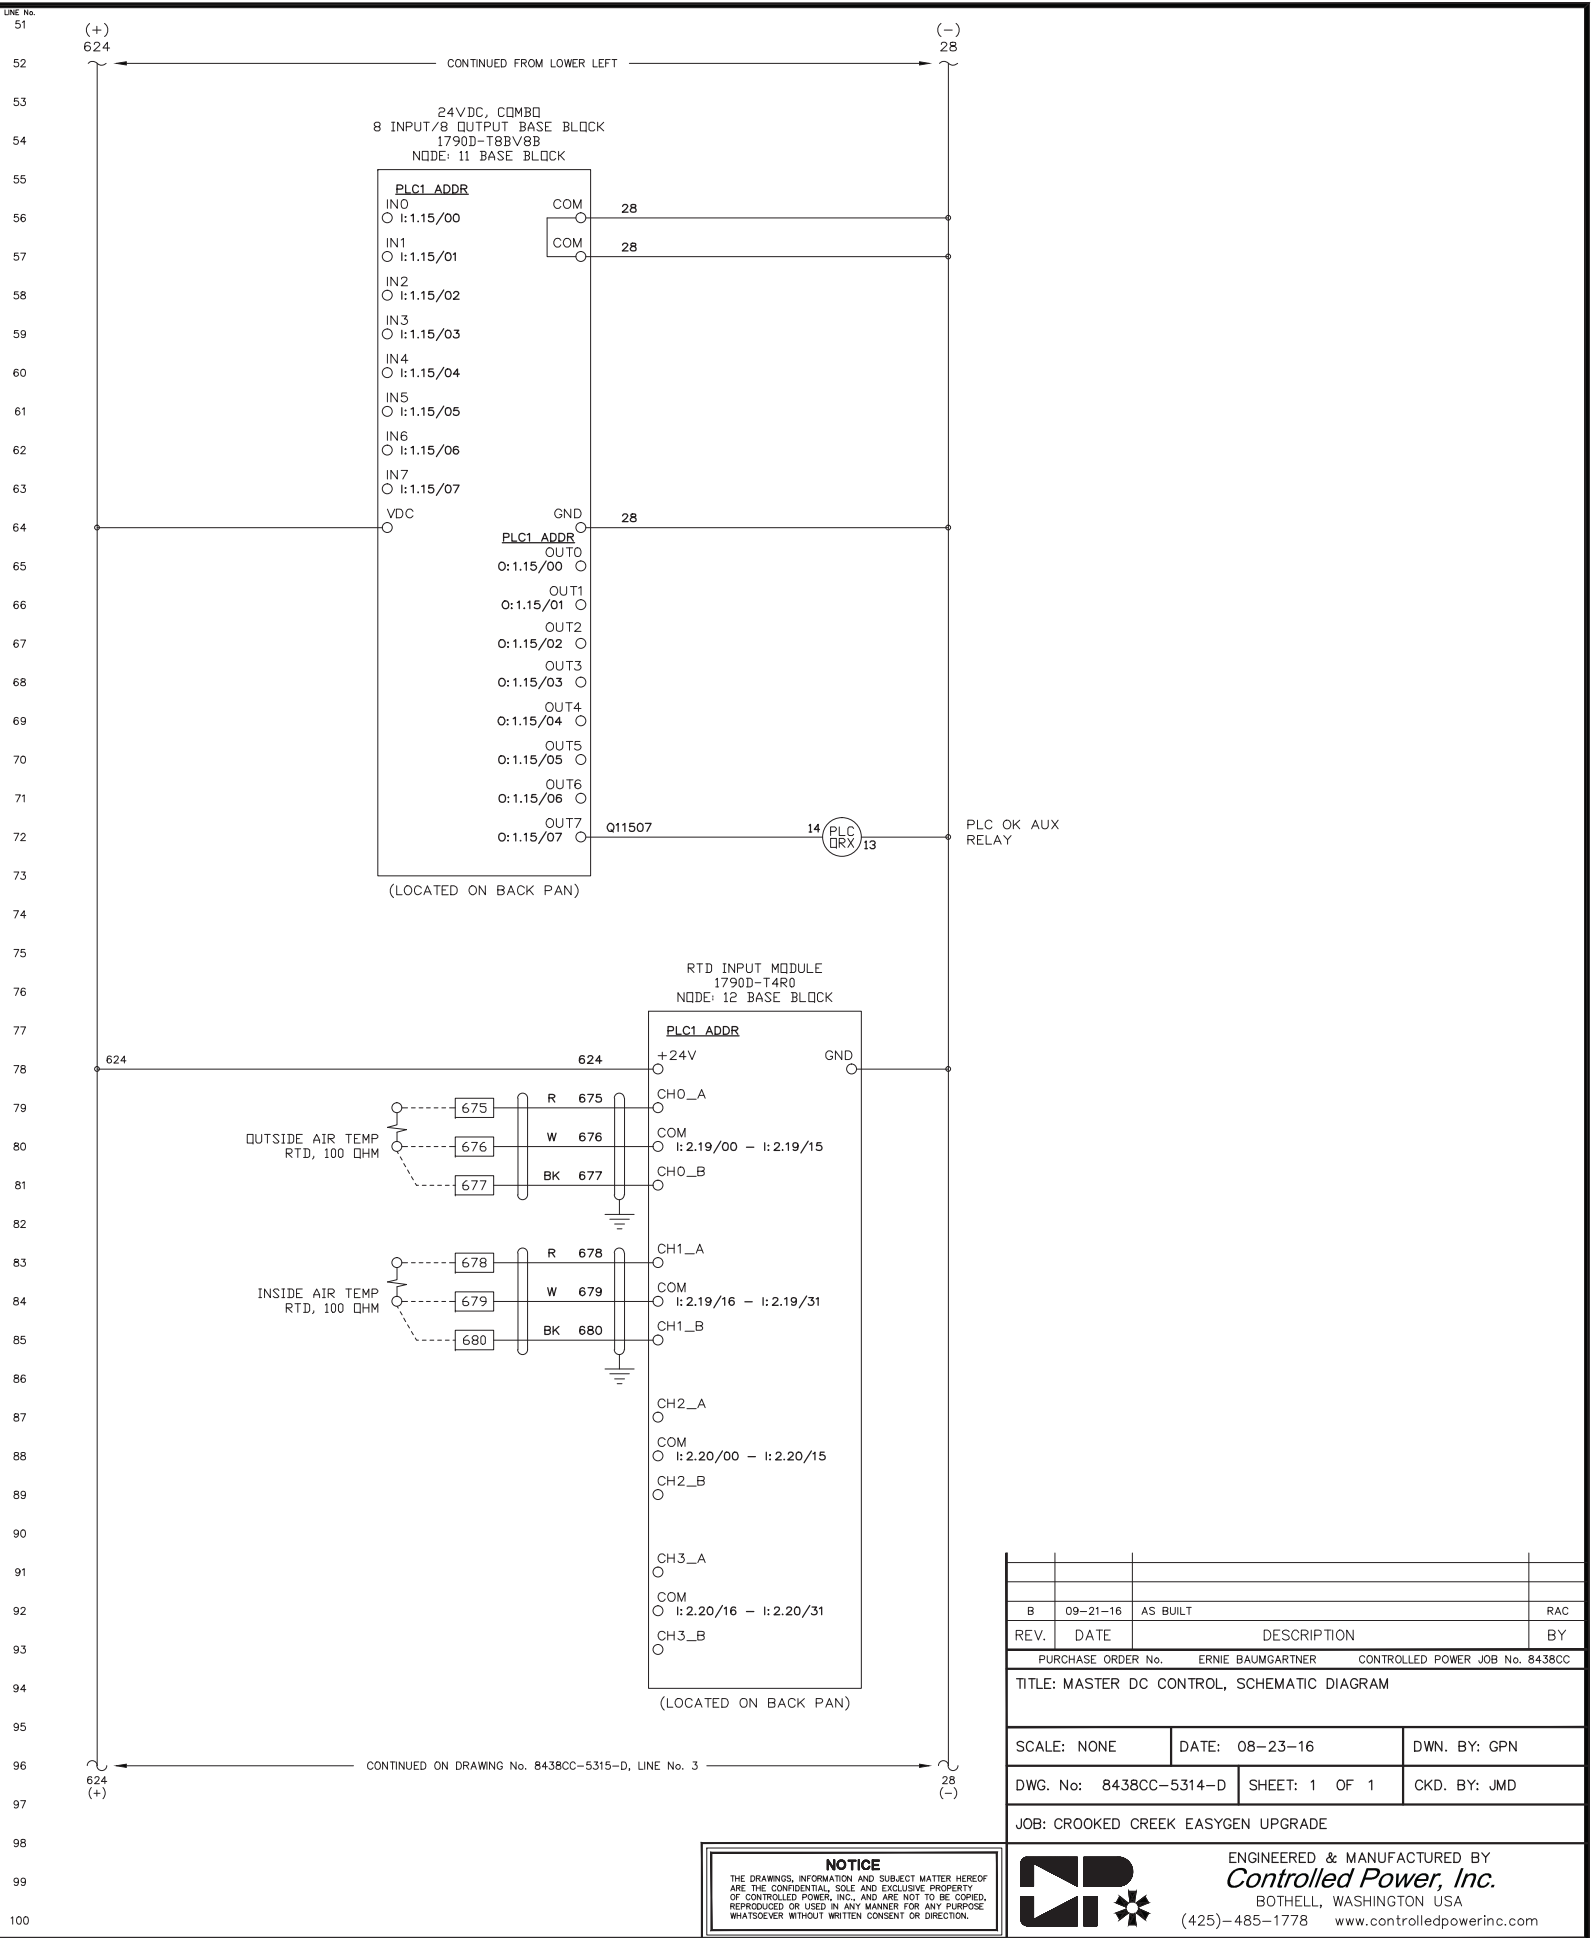 LINE No.
51
(+)
624
(-)
28
52
CONTINUED FROM LOWER LEFT
53
24VDC, COMBO
8 INPUT/8 OUTPUT BASE BLOCK
54
1790D-T8BV8B
NODE: 11 BASE BLOCK
55
PLC1 ADDR
IN0
COM
56
I:1.15/00
28
IN1
COM
57
I:1.15/01
28
IN2
58
I:1.15/02
IN3
59
I:1.15/03
IN4
60
I:1.15/04
IN5
61
I:1.15/05
IN6
62
I:1.15/06
IN7
63
I:1.15/07
VDC
GND
64
28
PLC1 ADDR
OUT0
65
O:1.15/00
OUT1
66
O:1.15/01
OUT2
67
O:1.15/02
OUT3
68
O:1.15/03
OUT4
69
O:1.15/04
OUT5
70
O:1.15/05
OUT6
71
O:1.15/06
OUT7
72
O:1.15/07
Q11507
14
PLC
ORX
13
PLC OK AUX
RELAY
73
(LOCATED ON BACK PAN)
74
75
RTD INPUT MODULE
76
1790D-T4R0
NODE: 12 BASE BLOCK
77
PLC1 ADDR
624
624
+24V
GND
78
CH0_A
79
675
R
675
OUTSIDE AIR TEMP
RTD, 100 OHM
COM
80
676
W
676
I:2.19/00 - I:2.19/15
CH0_B
81
677
BK
677
82
CH1_A
83
678
R
678
INSIDE AIR TEMP
RTD, 100 OHM
COM
84
679
W
679
I:2.19/16 - I:2.19/31
CH1_B
85
680
BK
680
86
CH2_A
87
COM
88
I:2.20/00 - I:2.20/15
CH2_B
89
90
CH3_A
91
COM
92
I:2.20/16 - I:2.20/31
CH3_B
93
94
(LOCATED ON BACK PAN)
95
96
CONTINUED ON DRAWING No. 8438CC-5315-D, LINE No. 3
624
(+)
28
(-)
97
98
99
100
B 09-21-16 AS BUILT RAC
REV. DATE DESCRIPTION BY
PURCHASE ORDER No. ERNIE BAUMGARTNER CONTROLLED POWER JOB No. 8438CC
TITLE: MASTER DC CONTROL, SCHEMATIC DIAGRAM
SCALE: NONE DATE: 08-23-16 DWN. BY: GPN
DWG. No: 8438CC-5314-D SHEET: 1 OF 1 CKD. BY: JMD
JOB: CROOKED CREEK EASYGEN UPGRADE
NOTICE
THE DRAWINGS, INFORMATION AND SUBJECT MATTER HEREOF
ARE THE CONFIDENTIAL, SOLE AND EXCLUSIVE PROPERTY
OF CONTROLLED POWER, INC., AND ARE NOT TO BE COPIED,
REPRODUCED OR USED IN ANY MANNER FOR ANY PURPOSE
WHATSOEVER WITHOUT WRITTEN CONSENT OR DIRECTION.
ENGINEERED & MANUFACTURED BY
Controlled Power, Inc.
BOTHELL, WASHINGTON USA
(425)-485-1778 www.controlledpowerinc.com